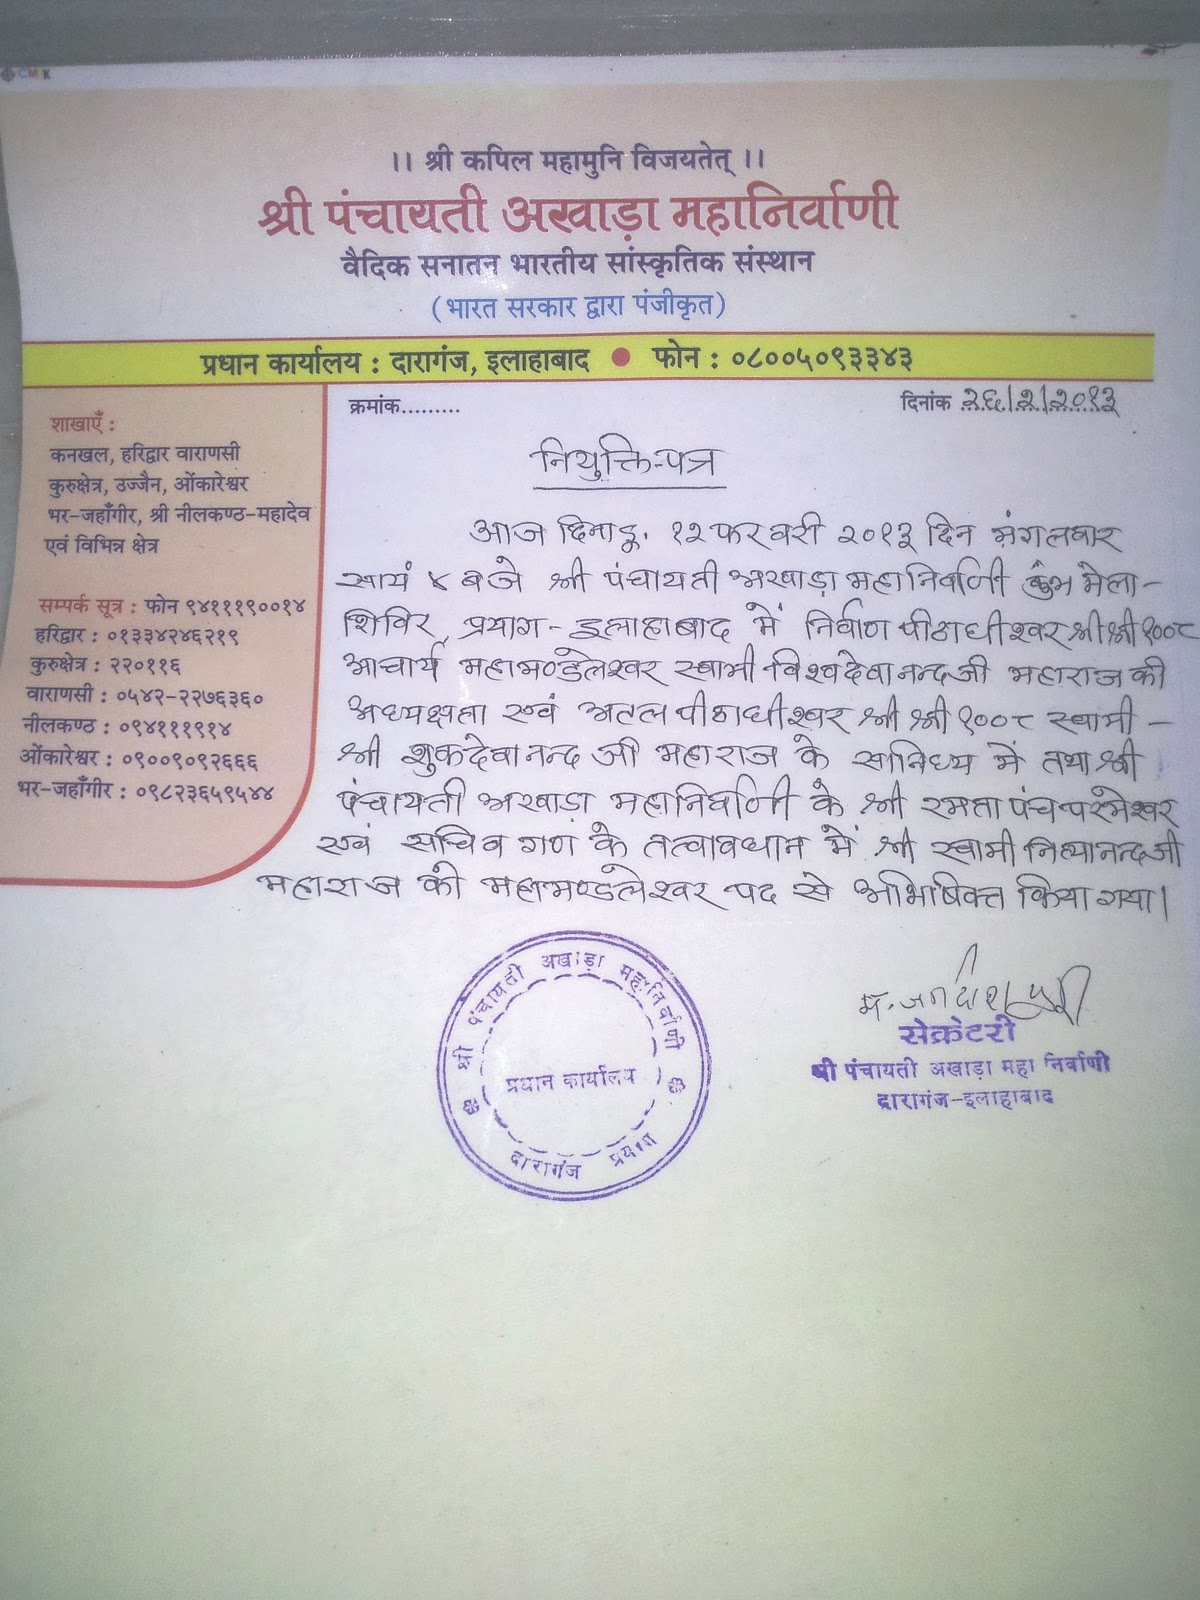 CMYK
।। श्री कपिल महामुनि विजयतेत् ।।
श्री पंचायती अखाड़ा महानिर्वाणी
वैदिक सनातन भारतीय सांस्कृतिक संस्थान
(भारत सरकार द्वारा पंजीकृत)
प्रधान कार्यालय : दारागंज, इलाहाबाद ● फोन : ०८००५०९३३४३
क्रमांक.........
दिनांक २६/२/२०१३
शाखाएँ :
कनखल, हरिद्वार वाराणसी
कुरुक्षेत्र, उज्जैन, ओंकारेश्वर
भर-जहाँगीर, श्री नीलकण्ठ-महादेव
एवं विभिन्न क्षेत्र
सम्पर्क सूत्र : फोन ९४१११९००१४
हरिद्वार : ०१३३४२४६२१९
कुरुक्षेत्र : २२०११६
वाराणसी : ०५४२-२२७६३६०
नीलकण्ठ : ०९४१११९१४
ओंकारेश्वर : ०९००९०९२६६६
भर-जहाँगीर : ०९८२३६५९५४४
नियुक्ति-पत्र
आज दिनाङ्क. १२ फरवरी २०१३ दिन मंगलवार
सायं ४ बजे श्री पंचायती अखाड़ा महानिर्वाणी कुंभ मेला-
शिविर, प्रयाग-इलाहाबाद में निर्वाण पीठाधीश्वर श्री श्री १००८
आचार्य महामण्डलेश्वर स्वामी विश्वदेवानन्द जी महाराज की
अध्यक्षता एवं अटल पीठाधीश्वर श्री श्री १००८ स्वामी-
श्री शुकदेवानन्द जी महाराज के सानिध्य में तथा श्री
पंचायती अखाड़ा महानिर्वाणी के श्री रमता पंच परमेश्वर
एवं सचिव गण के तत्वावधान में श्री स्वामी नित्यानन्द जी
महाराज को महामण्डलेश्वर पद से अभिषिक्त किया गया।
श्री पंचायती अखाड़ा महानिर्वाणी
प्रधान कार्यालय
दारागंज प्रयाग
सेक्रेटरी
श्री पंचायती अखाड़ा महा निर्वाणी
दारागंज-इलाहाबाद